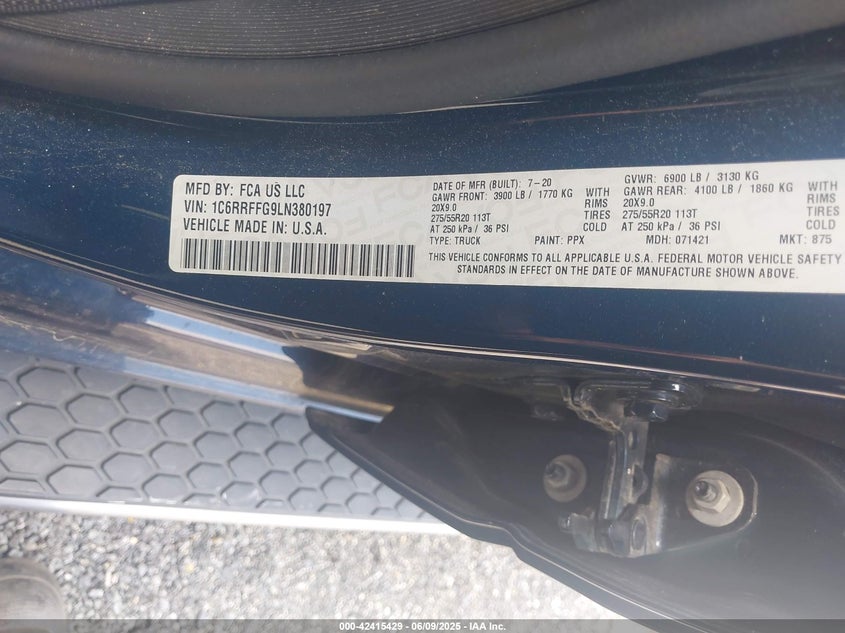 MFD BY: FCA US LLC
VIN: 1C6RRFFG9LN380197
VEHICLE MADE IN: U.S.A.
DATE OF MFR (BUILT): 7-20
GVWR: 6900 LB / 3130 KG
GAWR FRONT: 3900 LB / 1770 KG
GAWR REAR: 4100 LB / 1860 KG
20X9.0 RIMS 20X9.0 RIMS
275/55R20 113T TIRES 275/55R20 113T TIRES
AT 250 kPa / 36 PSI COLD AT 250 kPa / 36 PSI COLD
TYPE: TRUCK PAINT: PPX MDH: 071421 MKT: 875
THIS VEHICLE CONFORMS TO ALL APPLICABLE U.S.A. FEDERAL MOTOR VEHICLE SAFETY
STANDARDS IN EFFECT ON THE DATE OF MANUFACTURE SHOWN ABOVE.
000-42415429 - 06/09/2025 - IAA Inc.